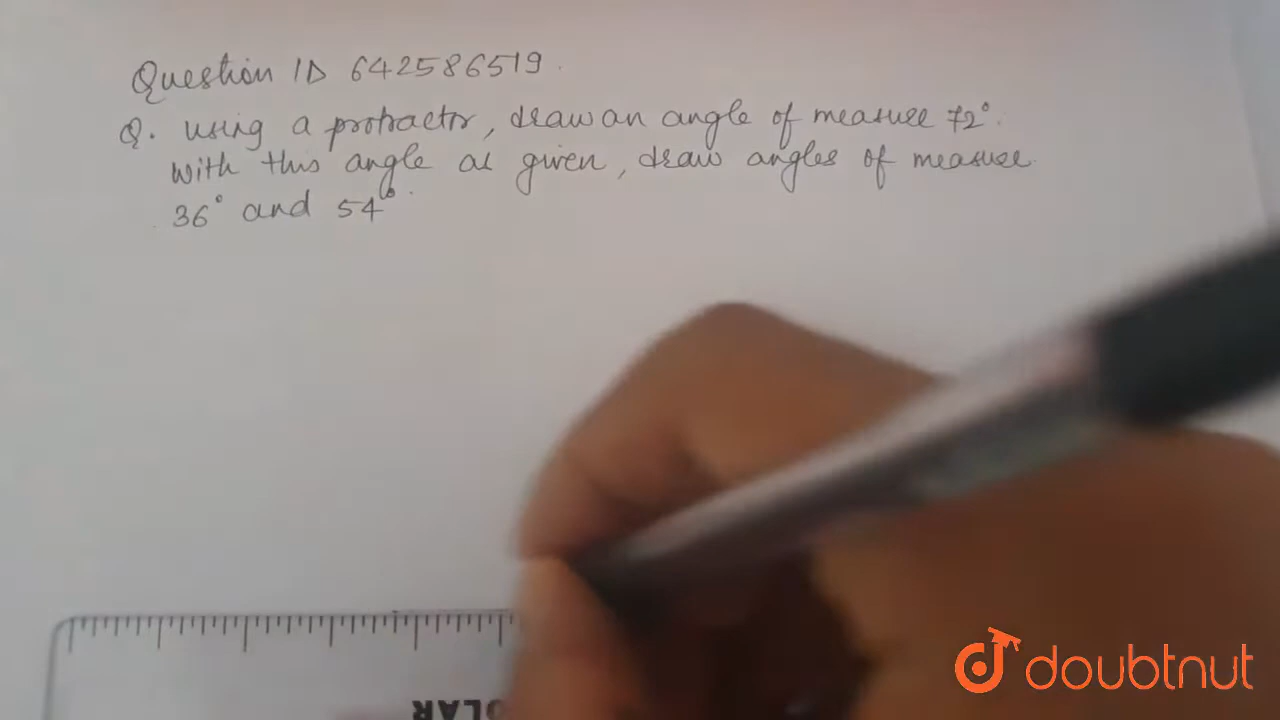 Question ID 642586519.
Q. using a protractor, draw an angle of measure 72°.
With this angle as given, draw angles of measure
36° and 54°.
OLAR
doubtnut